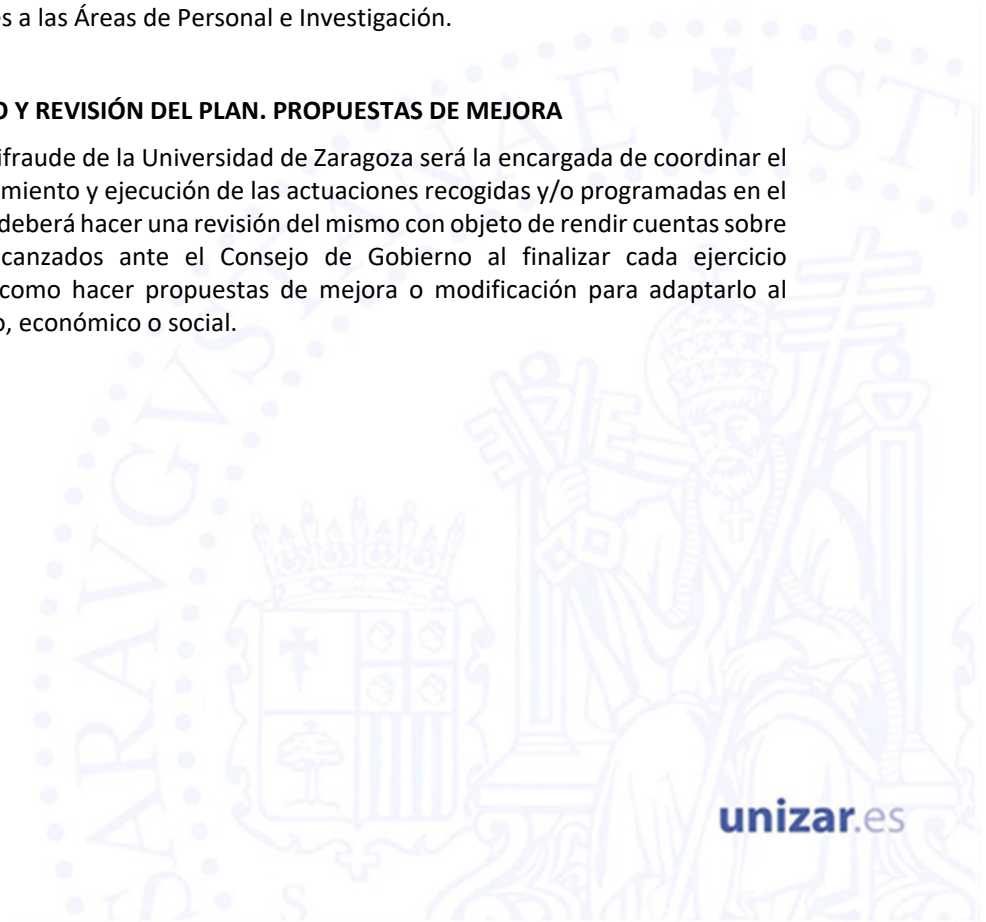 s a las Áreas de Personal e Investigación.
O Y REVISIÓN DEL PLAN. PROPUESTAS DE MEJORA
ifraude de la Universidad de Zaragoza será la encargada de coordinar el
miento y ejecución de las actuaciones recogidas y/o programadas en el
deberá hacer una revisión del mismo con objeto de rendir cuentas sobre
canzados ante el Consejo de Gobierno al finalizar cada ejercicio
como hacer propuestas de mejora o modificación para adaptarlo al
o, económico o social.
SARAVGVSTANAE ST
S
unizar.es